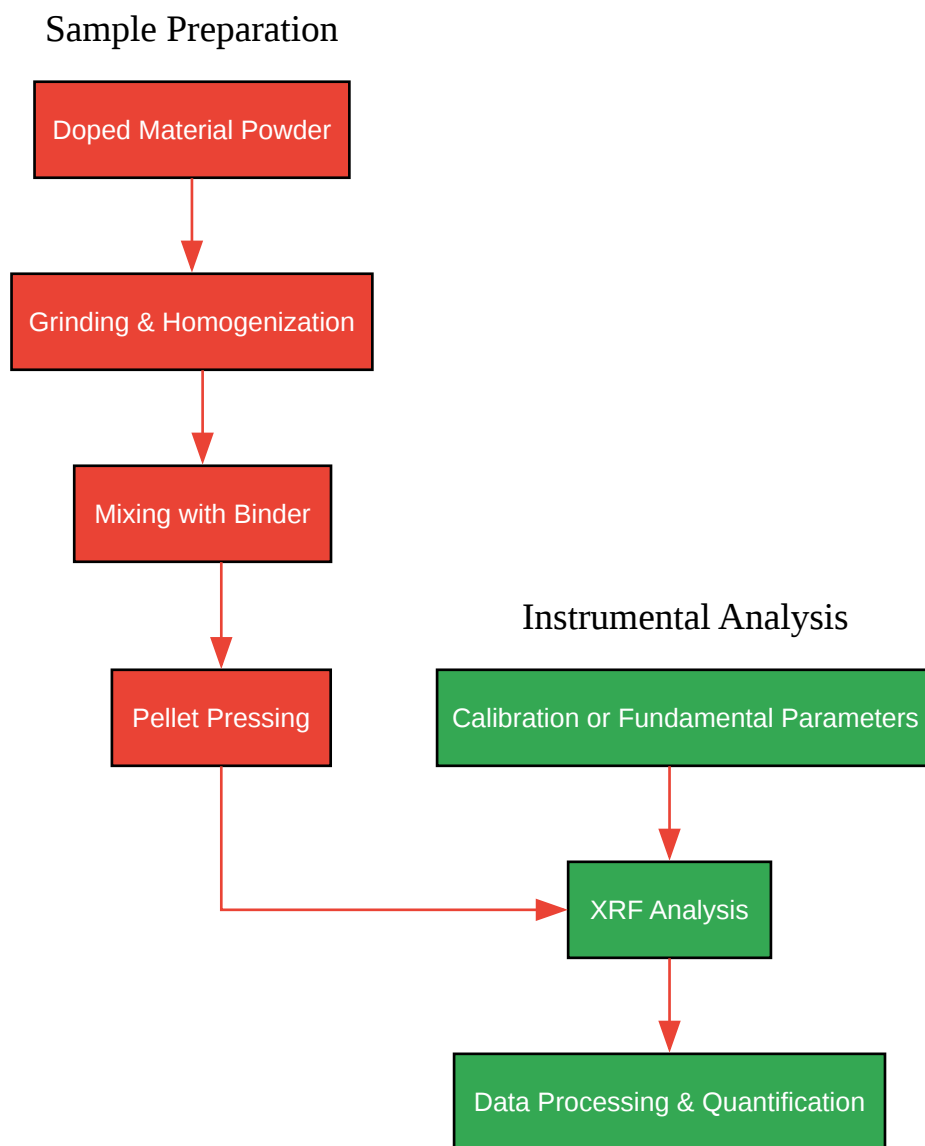 Sample Preparation
Doped Material Powder
Grinding & Homogenization
Mixing with Binder
Pellet Pressing
Instrumental Analysis
Calibration or Fundamental Parameters
XRF Analysis
Data Processing & Quantification